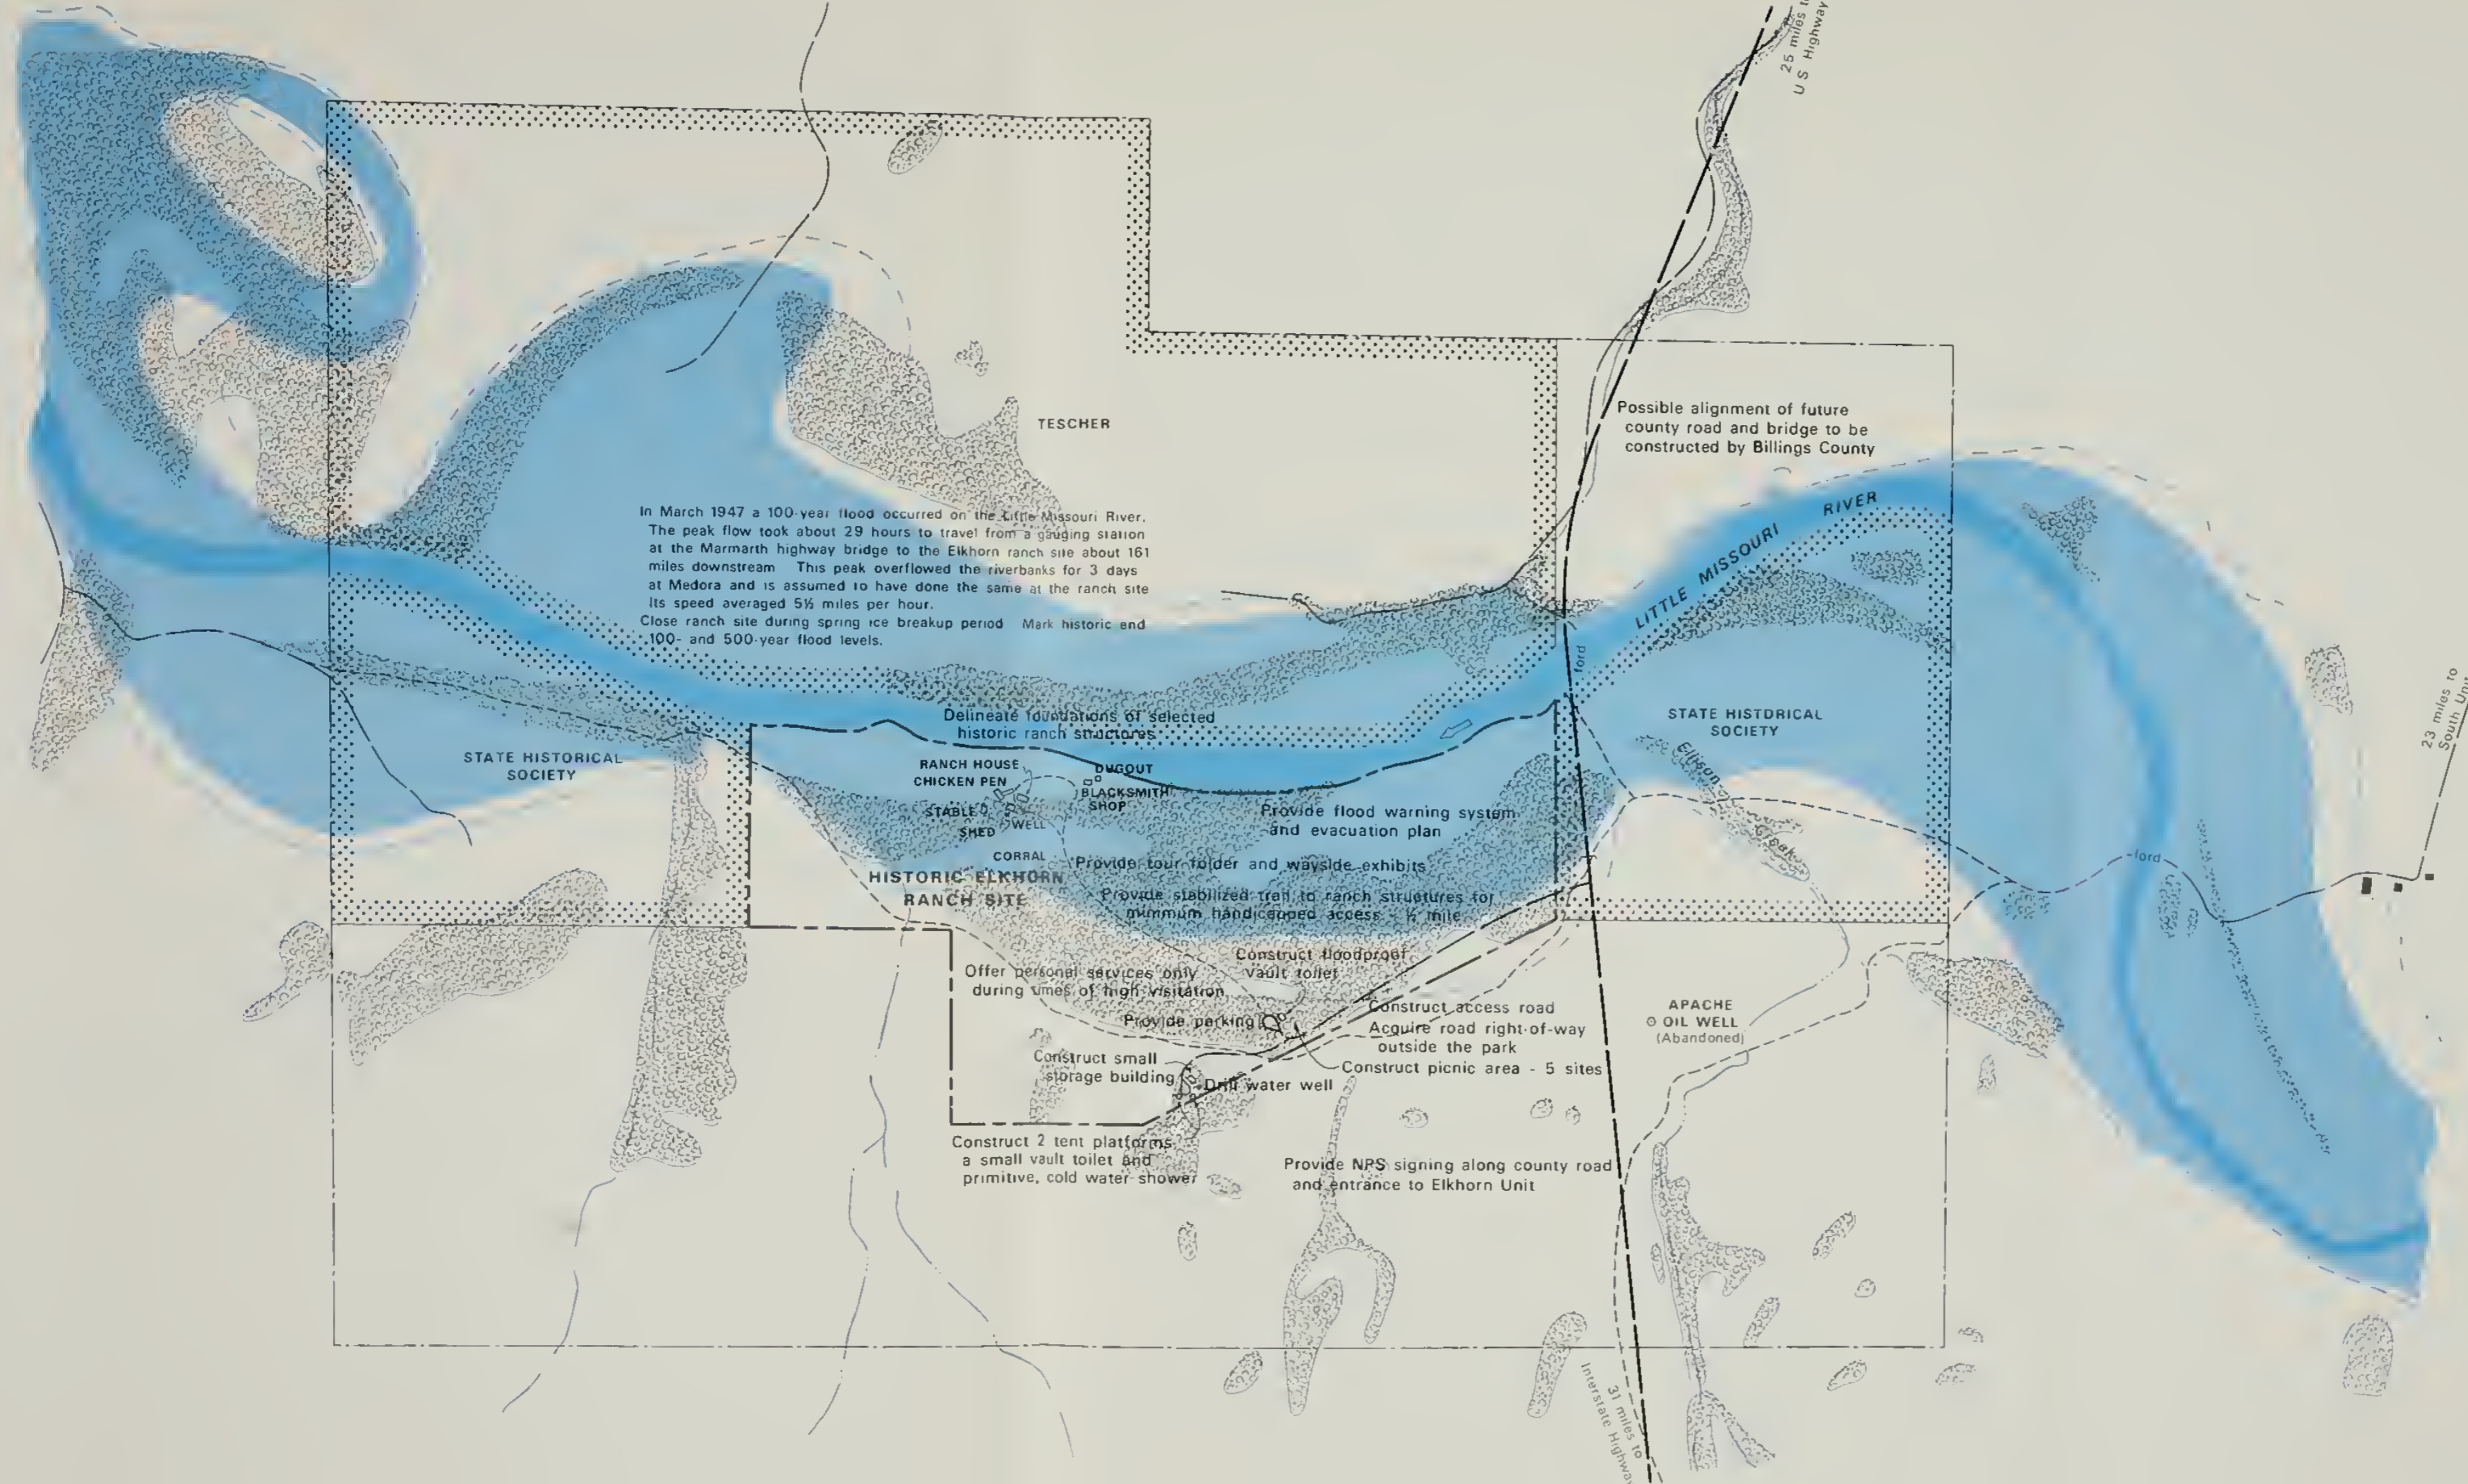 25 miles to
U S Highway
Possible alignment of future
county road and bridge to be
constructed by Billings County
TESCHER
In March 1947 a 100-year flood occurred on the Little Missouri River.
The peak flow took about 29 hours to travel from a gauging station
at the Marmarth highway bridge to the Elkhorn ranch site about 161
miles downstream This peak overflowed the riverbanks for 3 days
at Medora and is assumed to have done the same at the ranch site
Its speed averaged 5½ miles per hour.
Close ranch site during spring ice breakup period Mark historic and
100- and 500-year flood levels.
LITTLE MISSOURI RIVER
ford
Delineate foundations of selected
historic ranch structures
STATE HISTORICAL
SOCIETY
STATE HISTORICAL
SOCIETY
23 miles to
South Unit
RANCH HOUSE
CHICKEN PEN
DUGOUT
BLACKSMITH
SHOP
STABLE
WELL
SHED
CORRAL
Ellison
Creek
ford
Provide flood warning system
and evacuation plan
Provide tour folder and wayside exhibits
HISTORIC ELKHORN
RANCH SITE
Provide stabilized trail to ranch structures for
minimum handicapped access - ½ mile
Construct floodproof
vault toilet
Offer personal services only
during times of high visitation
Provide parking
Construct access road
Acquire road right-of-way
outside the park
Construct picnic area - 5 sites
APACHE
OIL WELL
(Abandoned)
Construct small
storage building
Drill water well
Construct 2 tent platforms
a small vault toilet and
primitive, cold water shower
Provide NPS signing along county road
and entrance to Elkhorn Unit
31 miles to
Interstate Highway